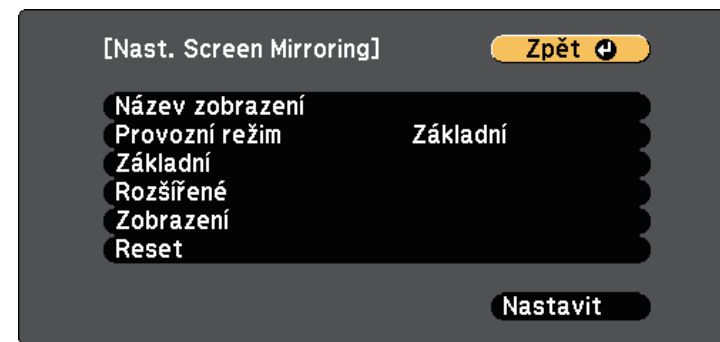 [Nast. Screen Mirroring] Zpět
Název zobrazení
Provozní režim Základní
Základní
Rozšířené
Zobrazení
Reset
Nastavit